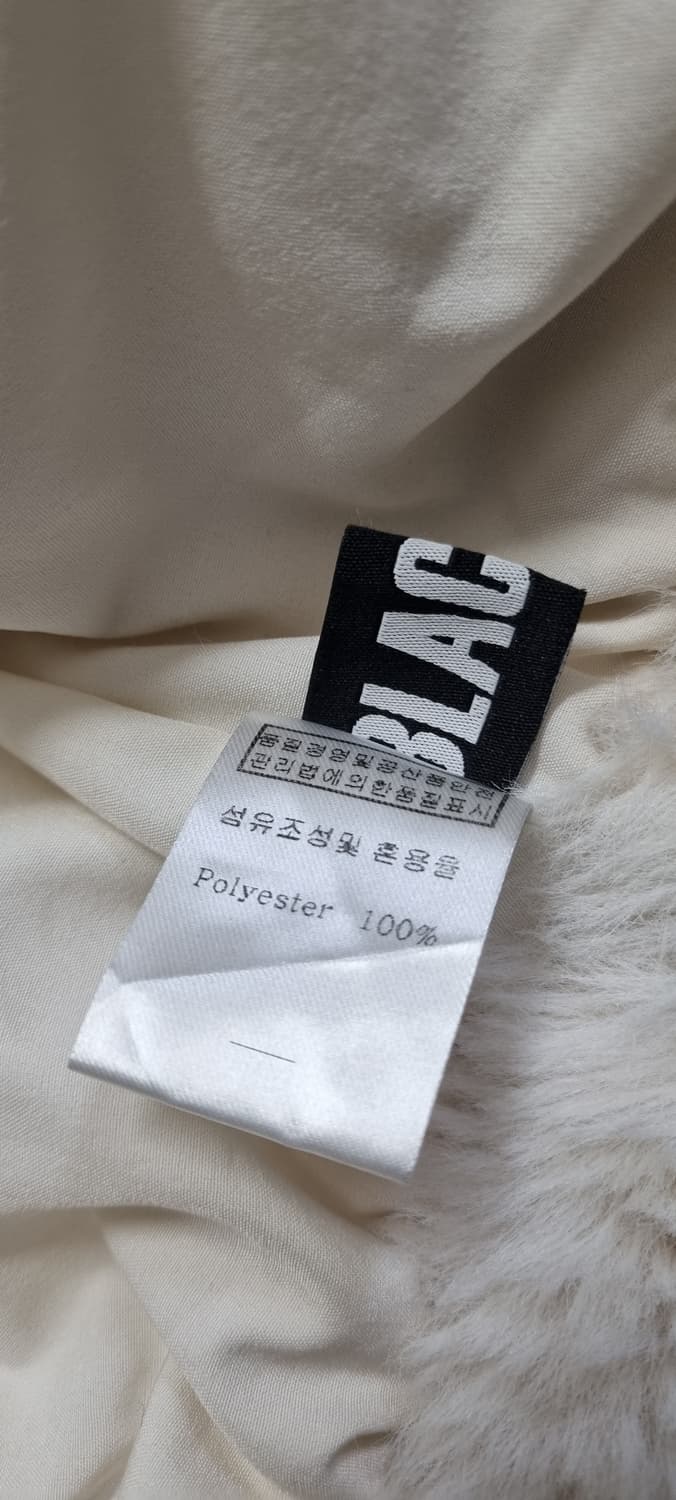 BLAC
품질경영및공산품안전
관리법에의한품질표시
섬유조성및 혼용율
Polyester 100%